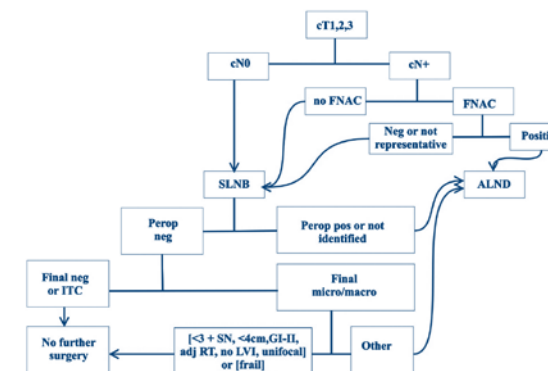 cT1,2,3
cN0
cN+
no FNAC
FNAC
Neg or not
representative
Positi
SLNB
ALND
Perop
neg
Perop pos or not
identified
Final neg
or ITC
Final
micro/macro
No further
surgery
[<3 + SN, <4cm,GI-II,
adj RT, no LVI, unifocal]
or [frail]
Other